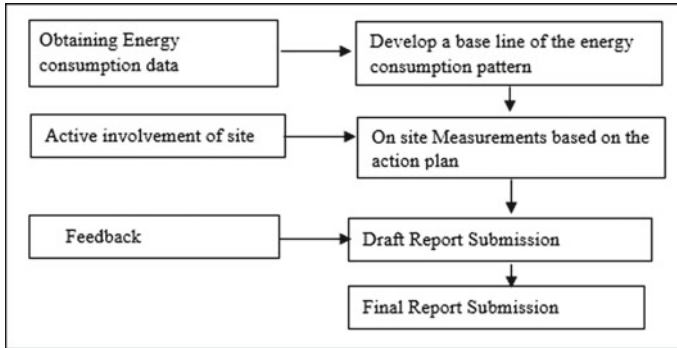 Obtaining Energy
consumption data
Develop a base line of the energy
consumption pattern
Active involvement of site
On site Measurements based on the
action plan
Feedback
Draft Report Submission
Final Report Submission